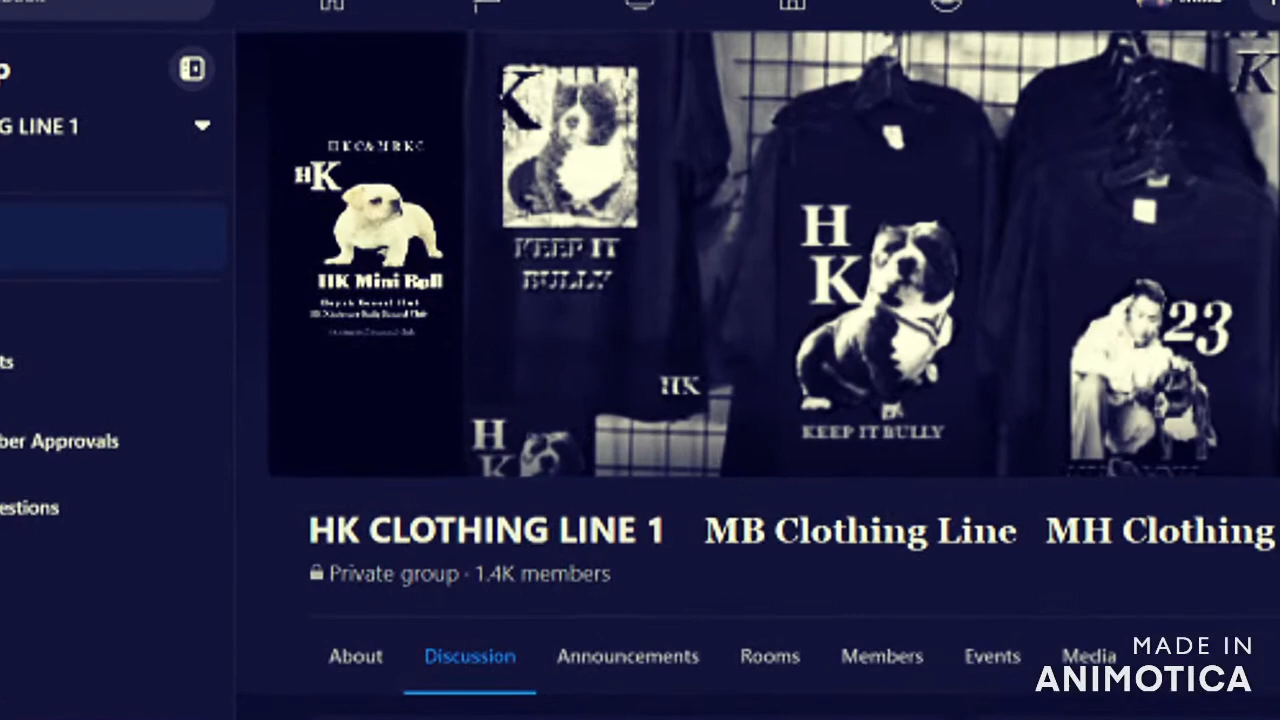 G LINE 1
ber Approvals
estions
HK
HK Mini Bull
K
KEEP IT
BULLY
HK
H
K
H
K
KEEP IT BULLY
23
K
HK CLOTHING LINE 1 MB Clothing Line MH Clothing
Private group · 1.4K members
About Discussion Announcements Rooms Members Events Media
MADE IN
ANIMOTICA